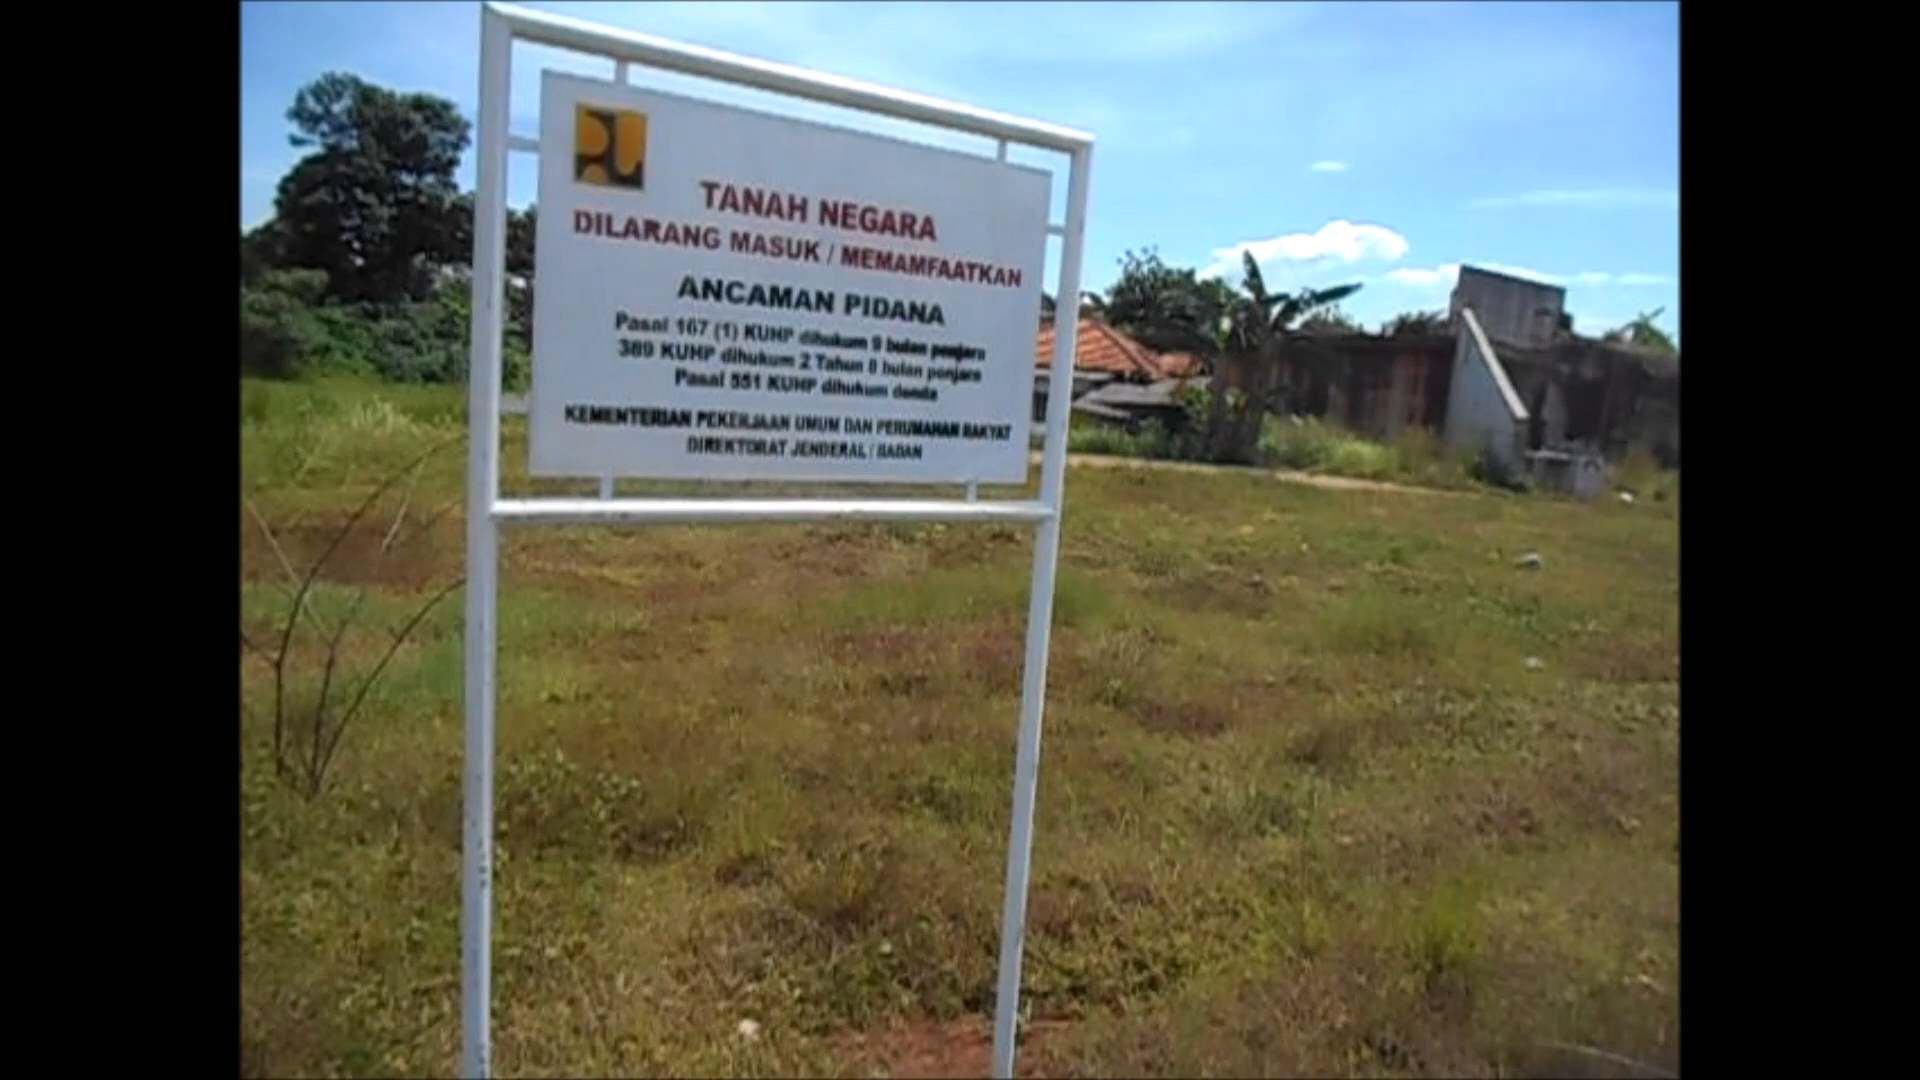 PU
TANAH NEGARA
DILARANG MASUK / MEMAMFAATKAN
ANCAMAN PIDANA
Pasal 167 (1) KUHP dihukum 9 bulan penjara
389 KUHP dihukum 2 Tahun 8 bulan penjara
Pasal 551 KUHP dihukum denda
KEMENTERIAN PEKERJAAN UMUM DAN PERUMAHAN RAKYAT
DIREKTORAT JENDERAL / BADAN